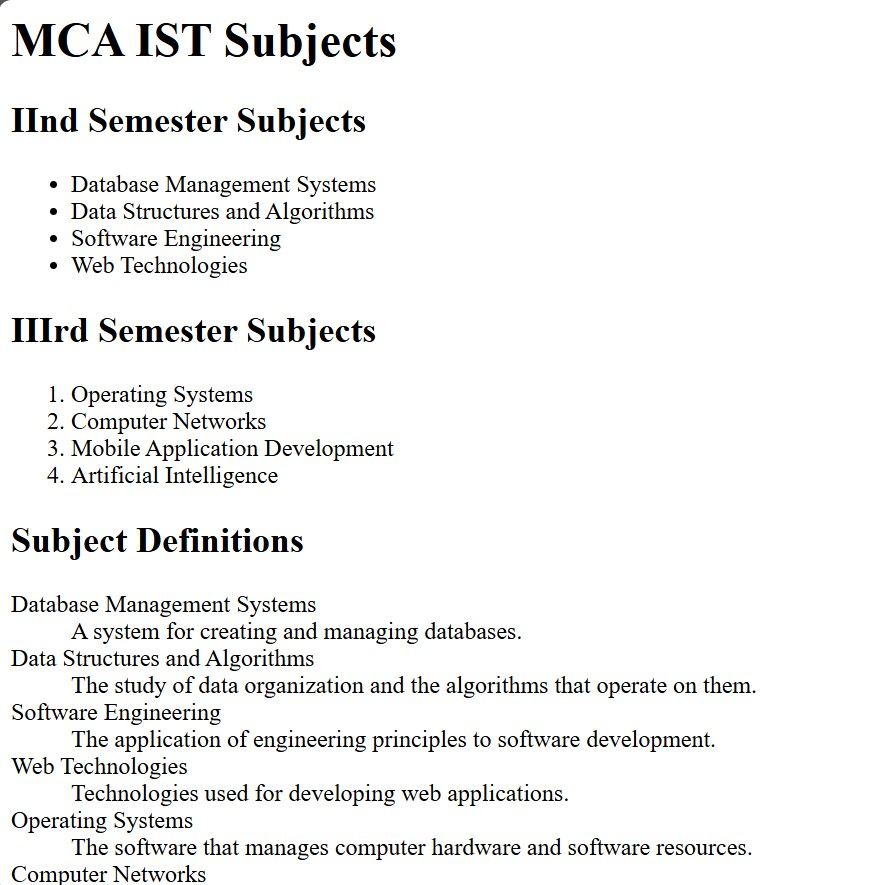 MCA IST Subjects
IInd Semester Subjects
• Database Management Systems
• Data Structures and Algorithms
• Software Engineering
• Web Technologies
IIIrd Semester Subjects
1. Operating Systems
2. Computer Networks
3. Mobile Application Development
4. Artificial Intelligence
Subject Definitions
Database Management Systems
A system for creating and managing databases.
Data Structures and Algorithms
The study of data organization and the algorithms that operate on them.
Software Engineering
The application of engineering principles to software development.
Web Technologies
Technologies used for developing web applications.
Operating Systems
The software that manages computer hardware and software resources.
Computer Networks